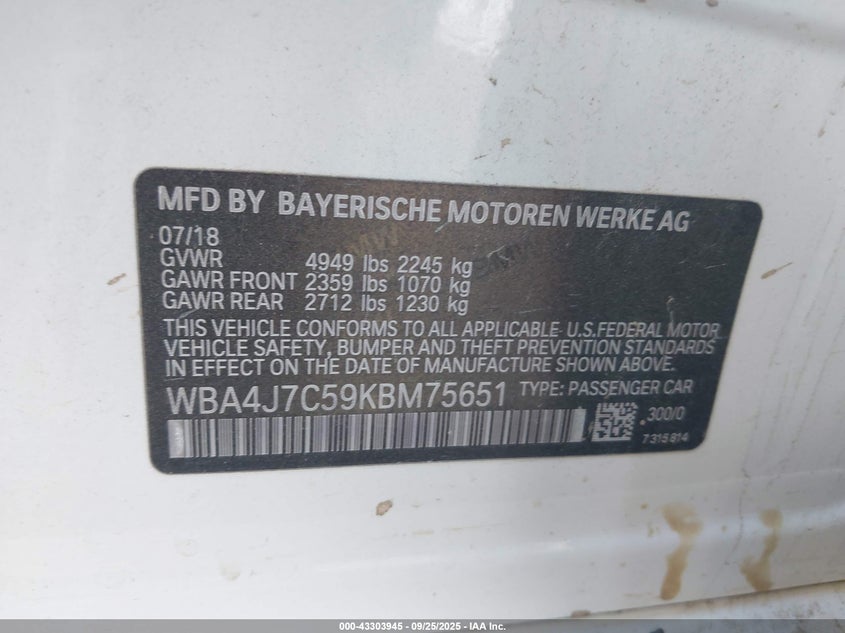 MFD BY BAYERISCHE MOTOREN WERKE AG
07/18
GVWR 4949 lbs 2245 kg
GAWR FRONT 2359 lbs 1070 kg
GAWR REAR 2712 lbs 1230 kg
THIS VEHICLE CONFORMS TO ALL APPLICABLE U.S.FEDERAL MOTOR
VEHICLE SAFETY, BUMPER AND THEFT PREVENTION STANDARDS
IN EFFECT ON THE DATE OF MANUFACTURE SHOWN ABOVE.
WBA4J7C59KBM75651 TYPE: PASSENGER CAR
.300/0
7315814
000-43303945 - 09/25/2025 - IAA Inc.